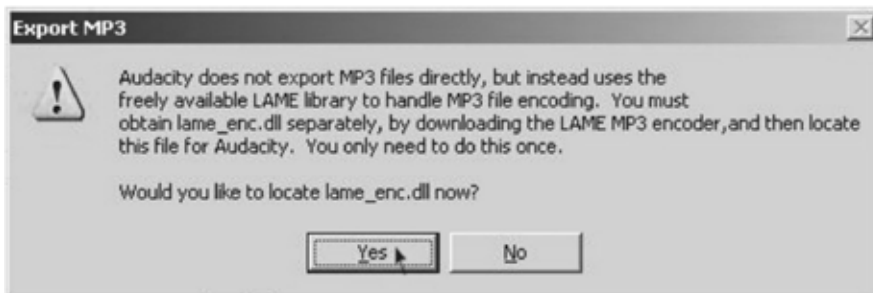 Export MP3
Audacity does not export MP3 files directly, but instead uses the
freely available LAME library to handle MP3 file encoding. You must
obtain lame_enc.dll separately, by downloading the LAME MP3 encoder,and then locate
this file for Audacity. You only need to do this once.
Would you like to locate lame_enc.dll now?
Yes
No